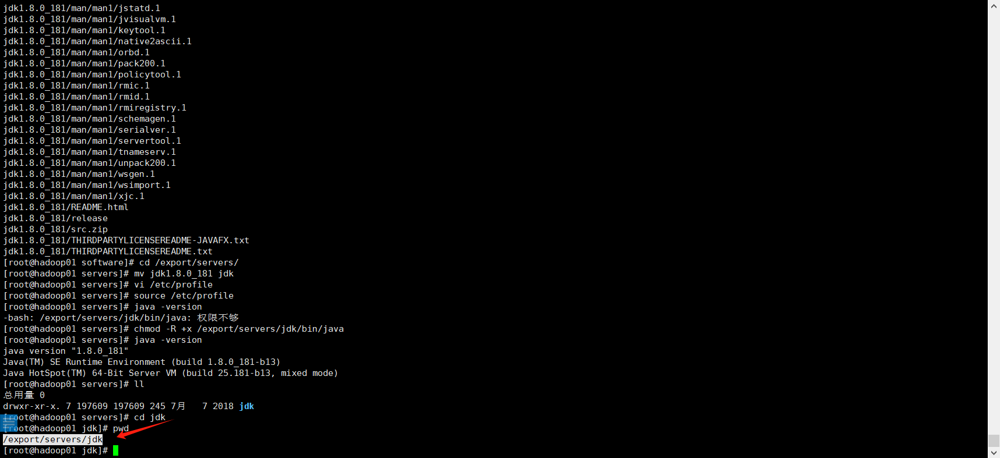 jdk1.8.0_181/man/man1/jstatd.1
jdk1.8.0_181/man/man1/jvisualvm.1
jdk1.8.0_181/man/man1/keytool.1
jdk1.8.0_181/man/man1/native2ascii.1
jdk1.8.0_181/man/man1/orbd.1
jdk1.8.0_181/man/man1/pack200.1
jdk1.8.0_181/man/man1/policytool.1
jdk1.8.0_181/man/man1/rmic.1
jdk1.8.0_181/man/man1/rmid.1
jdk1.8.0_181/man/man1/rmiregistry.1
jdk1.8.0_181/man/man1/schemagen.1
jdk1.8.0_181/man/man1/serialver.1
jdk1.8.0_181/man/man1/servertool.1
jdk1.8.0_181/man/man1/tnameserv.1
jdk1.8.0_181/man/man1/unpack200.1
jdk1.8.0_181/man/man1/wsgen.1
jdk1.8.0_181/man/man1/wsimport.1
jdk1.8.0_181/man/man1/xjc.1
jdk1.8.0_181/README.html
jdk1.8.0_181/release
jdk1.8.0_181/src.zip
jdk1.8.0_181/THIRDPARTYLICENSEREADME-JAVAFX.txt
jdk1.8.0_181/THIRDPARTYLICENSEREADME.txt
[root@hadoop01 software]# cd /export/servers/
[root@hadoop01 servers]# mv jdk1.8.0_181 jdk
[root@hadoop01 servers]# vi /etc/profile
[root@hadoop01 servers]# source /etc/profile
[root@hadoop01 servers]# java -version
-bash: /export/servers/jdk/bin/java: 权限不够
[root@hadoop01 servers]# chmod -R +x /export/servers/jdk/bin/java
[root@hadoop01 servers]# java -version
java version "1.8.0_181"
Java(TM) SE Runtime Environment (build 1.8.0_181-b13)
Java HotSpot(TM) 64-Bit Server VM (build 25.181-b13, mixed mode)
[root@hadoop01 servers]# ll
总用量 0
drwxr-xr-x. 7 197609 197609 245 7月   7 2018 jdk
[root@hadoop01 servers]# cd jdk
[root@hadoop01 jdk]# pwd
/export/servers/jdk
[root@hadoop01 jdk]#